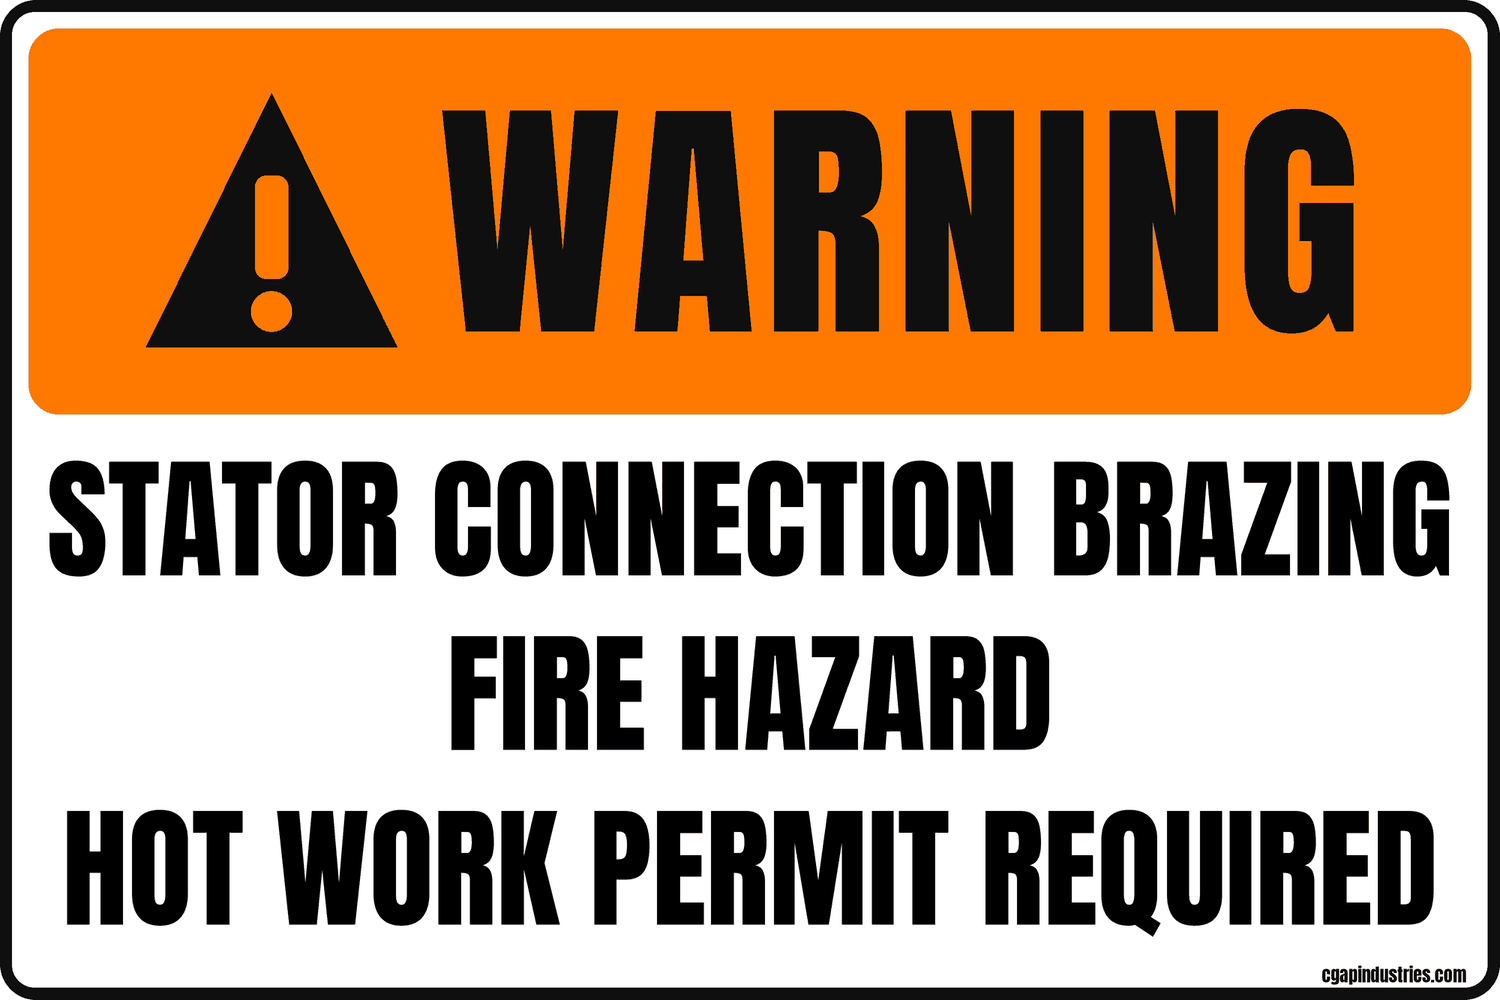 WARNING
STATOR CONNECTION BRAZING
FIRE HAZARD
HOT WORK PERMIT REQUIRED
cgapindustries.com